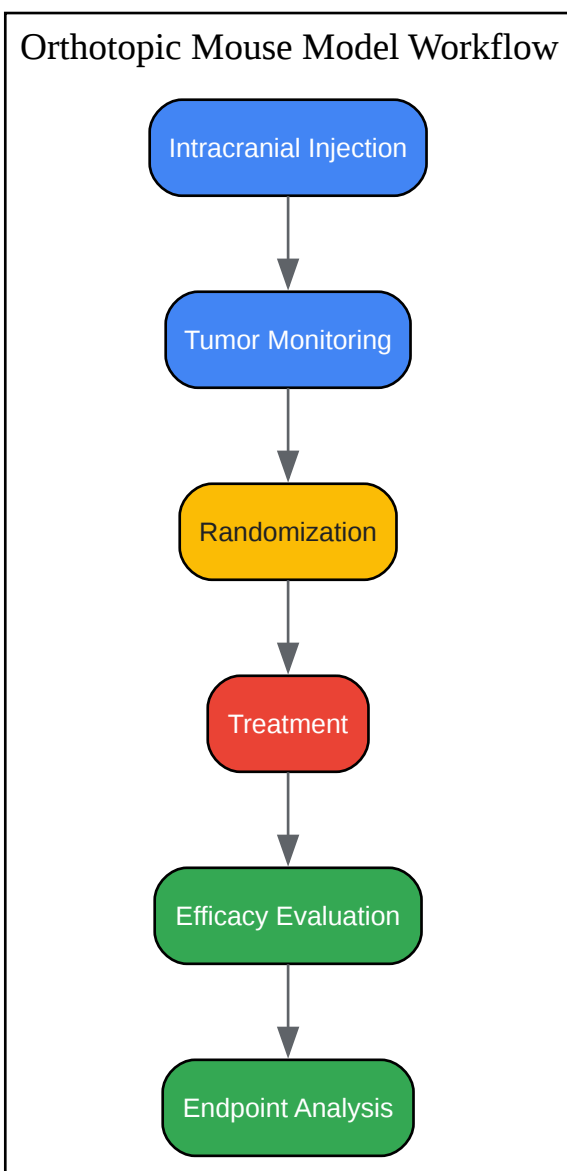 Orthotopic Mouse Model Workflow
Intracranial Injection
Tumor Monitoring
Randomization
Treatment
Efficacy Evaluation
Endpoint Analysis